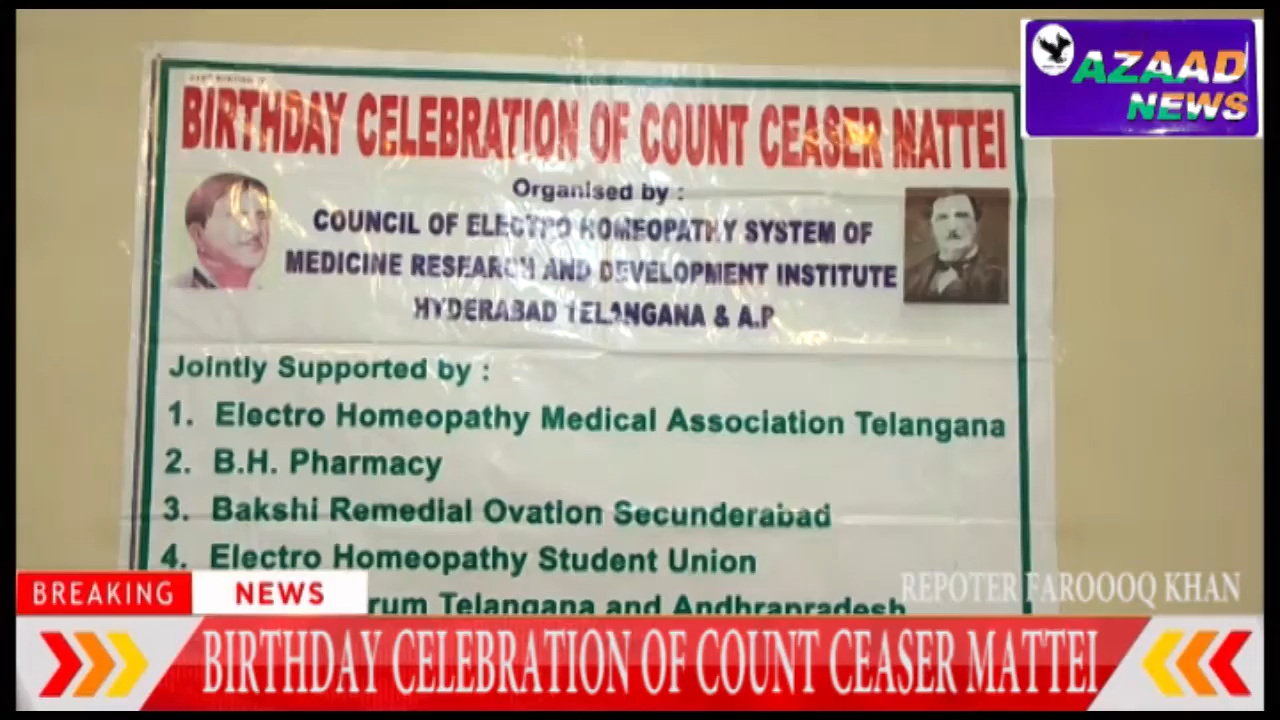 AZAAD
NEWS
BIRTHDAY CELEBRATION OF COUNT CEASER MATTEI
Organised by :
COUNCIL OF ELECTRO HOMEOPATHY SYSTEM OF
MEDICINE RESEARCH AND DEVELOPMENT INSTITUTE
HYDERABAD TELANGANA & A.P
Jointly Supported by :
1. Electro Homeopathy Medical Association Telangana
2. B.H. Pharmacy
3. Bakshi Remedial Ovation Secunderabad
4. Electro Homeopathy Student Union
rum Telangana and Andhrapradesh
BREAKING NEWS
REPOTER FAROOOQ KHAN
BIRTHDAY CELEBRATION OF COUNT CEASER MATTEI